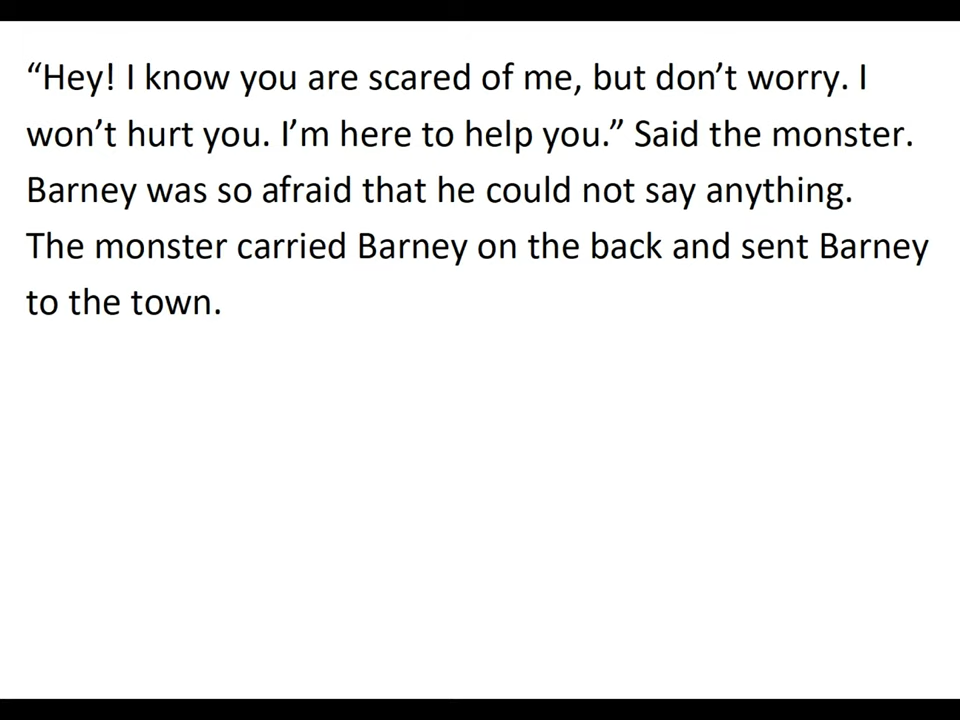 “Hey! I know you are scared of me, but don’t worry. I
won’t hurt you. I’m here to help you.” Said the monster.
Barney was so afraid that he could not say anything.
The monster carried Barney on the back and sent Barney
to the town.